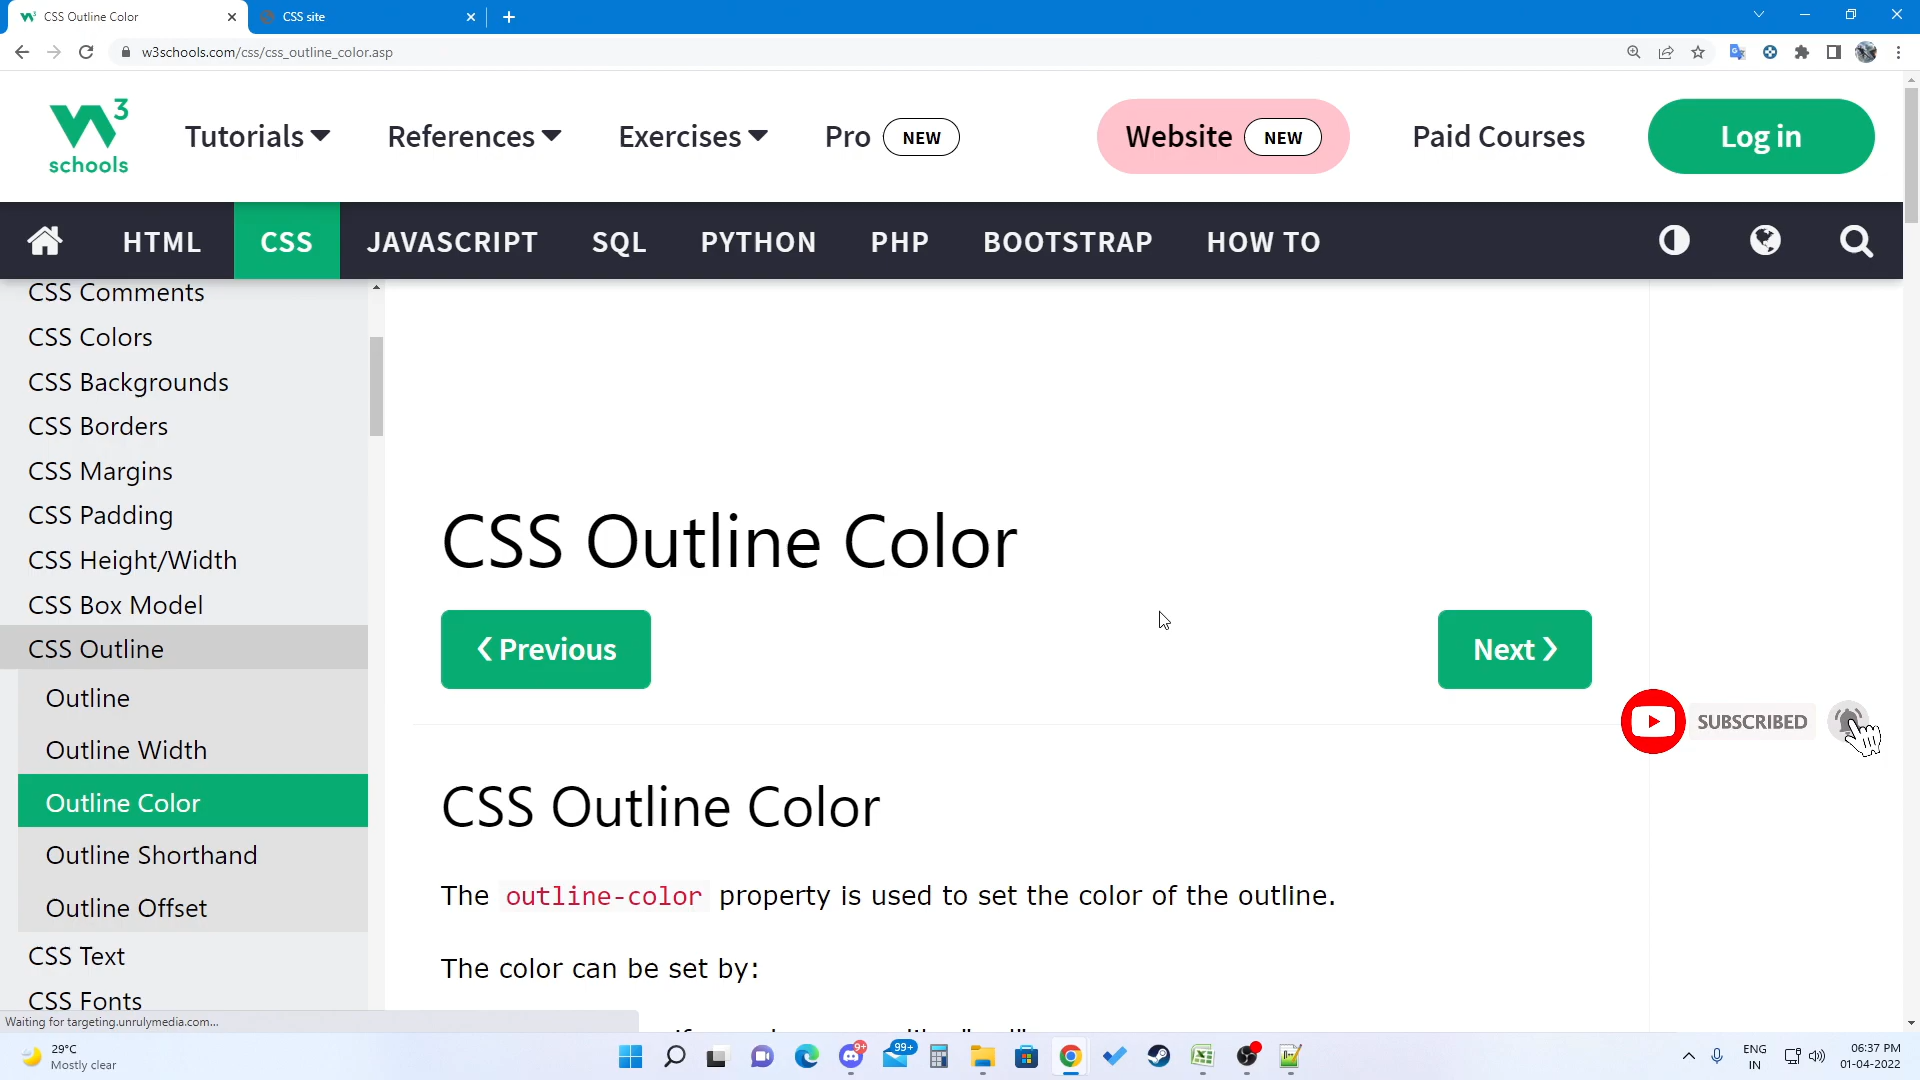 CSS Outline Color
CSS site
w3schools.com/css/css_outline_color.asp
3
schools
Tutorials
References
Exercises
Pro NEW
Website NEW
Paid Courses
Log in
HTML
CSS
JAVASCRIPT
SQL
PYTHON
PHP
BOOTSTRAP
HOW TO
CSS Comments
CSS Colors
CSS Backgrounds
CSS Borders
CSS Margins
CSS Padding
CSS Height/Width
CSS Box Model
CSS Outline
Outline
Outline Width
Outline Color
Outline Shorthand
Outline Offset
CSS Text
CSS Fonts
CSS Outline Color
❮ Previous
Next ❯
SUBSCRIBED
CSS Outline Color
The outline-color property is used to set the color of the outline.
The color can be set by:
Waiting for targeting.unrulymedia.com...
29°C
Mostly clear
9+
99+
ENG
IN
06:37 PM
01-04-2022